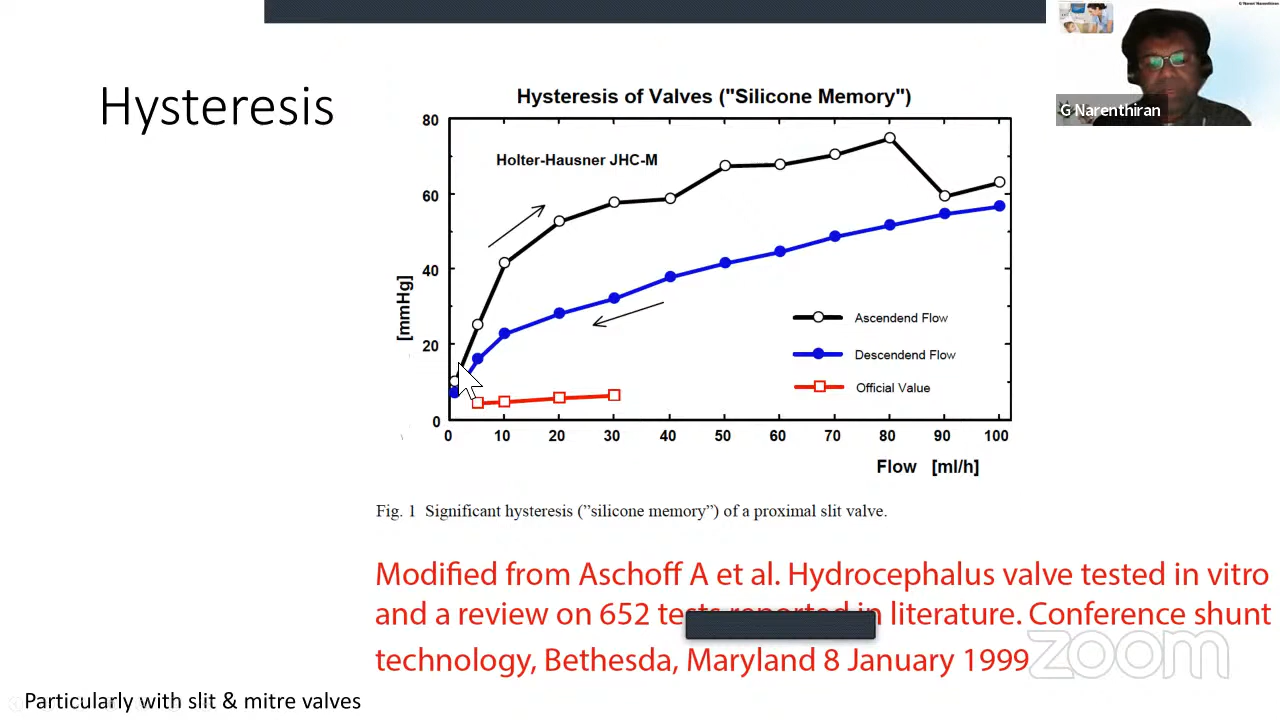 G Narenthiran
Hysteresis
Hysteresis of Valves ("Silicone Memory")
Holter-Hausner JHC-M
80
60
40
20
0
[mmHg]
Ascendend Flow
Descendend Flow
Official Value
0 10 20 30 40 50 60 70 80 90 100
Flow [ml/h]
Fig. 1 Significant hysteresis ("silicone memory") of a proximal slit valve.
Modified from Aschoff A et al. Hydrocephalus valve tested in vitro
and a review on 652 tests reported in literature. Conference shunt
technology, Bethesda, Maryland 8 January 1999
zoom
Particularly with slit & mitre valves